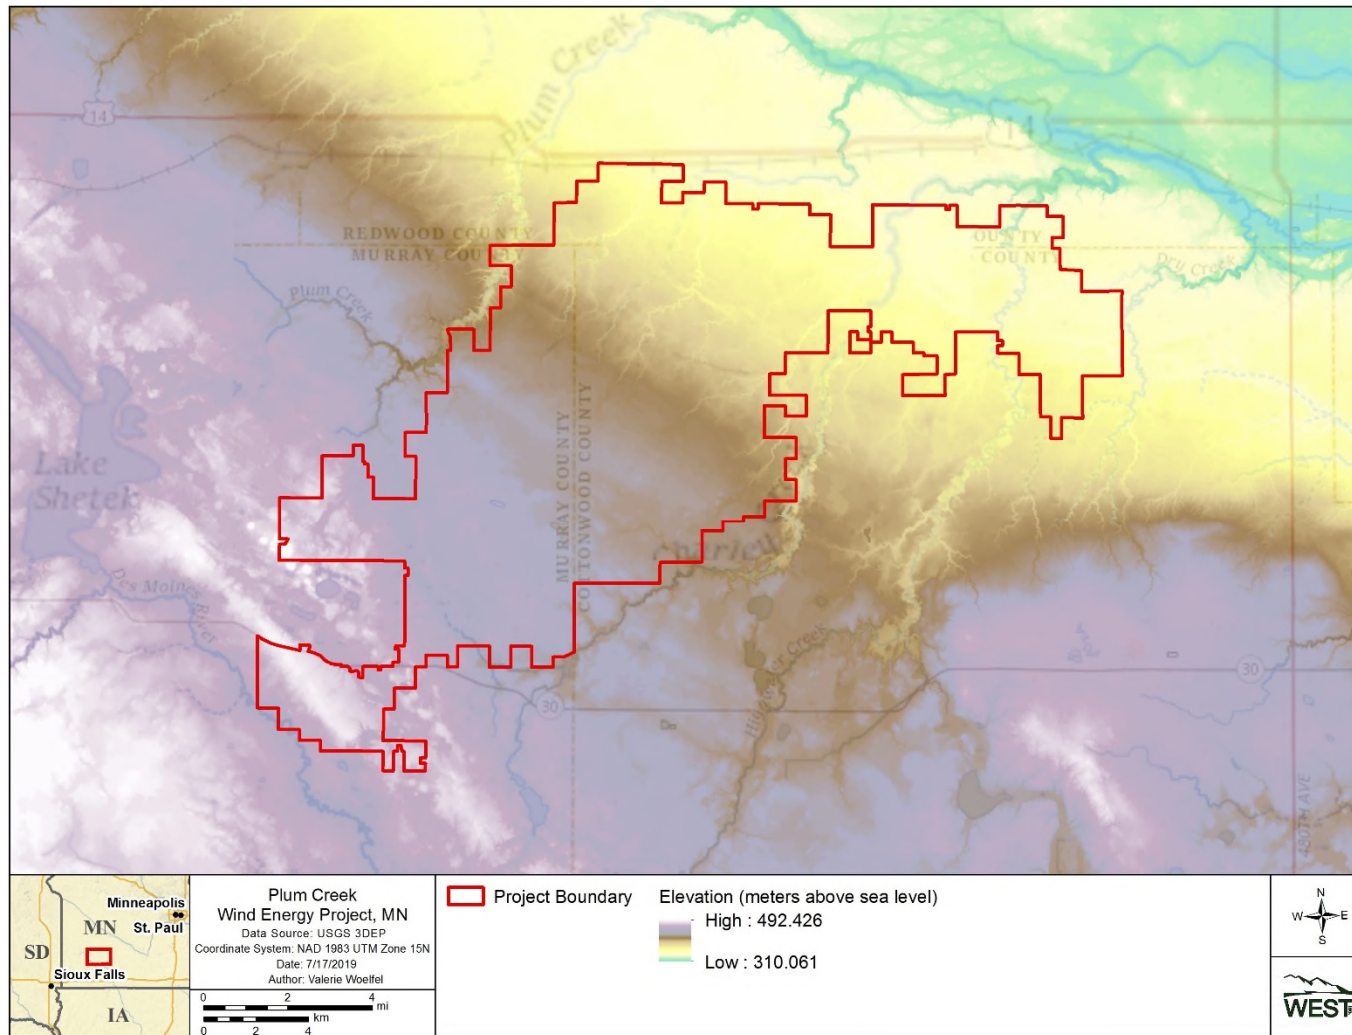 Plum Creek
14
14
REDWOOD COUNTY
MURRAY COUNTY
OUNTY
COUNTY
Dry Creek
Plum Creek
Lake
Shetek
MURRAY COUNTY
COTTONWOOD COUNTY
Des Moines
River
30
30
480TH AVE
Minneapolis
St. Paul
MN
SD
Sioux Falls
IA
Plum Creek
Wind Energy Project, MN
Data Source: USGS 3DEP
Coordinate System: NAD 1983 UTM Zone 15N
Date: 7/17/2019
Author: Valerie Woelfel
0 2 4
mi
km
0 2 4
Project Boundary
Elevation (meters above sea level)
High : 492.426
Low : 310.061
N
W E
S
WEST